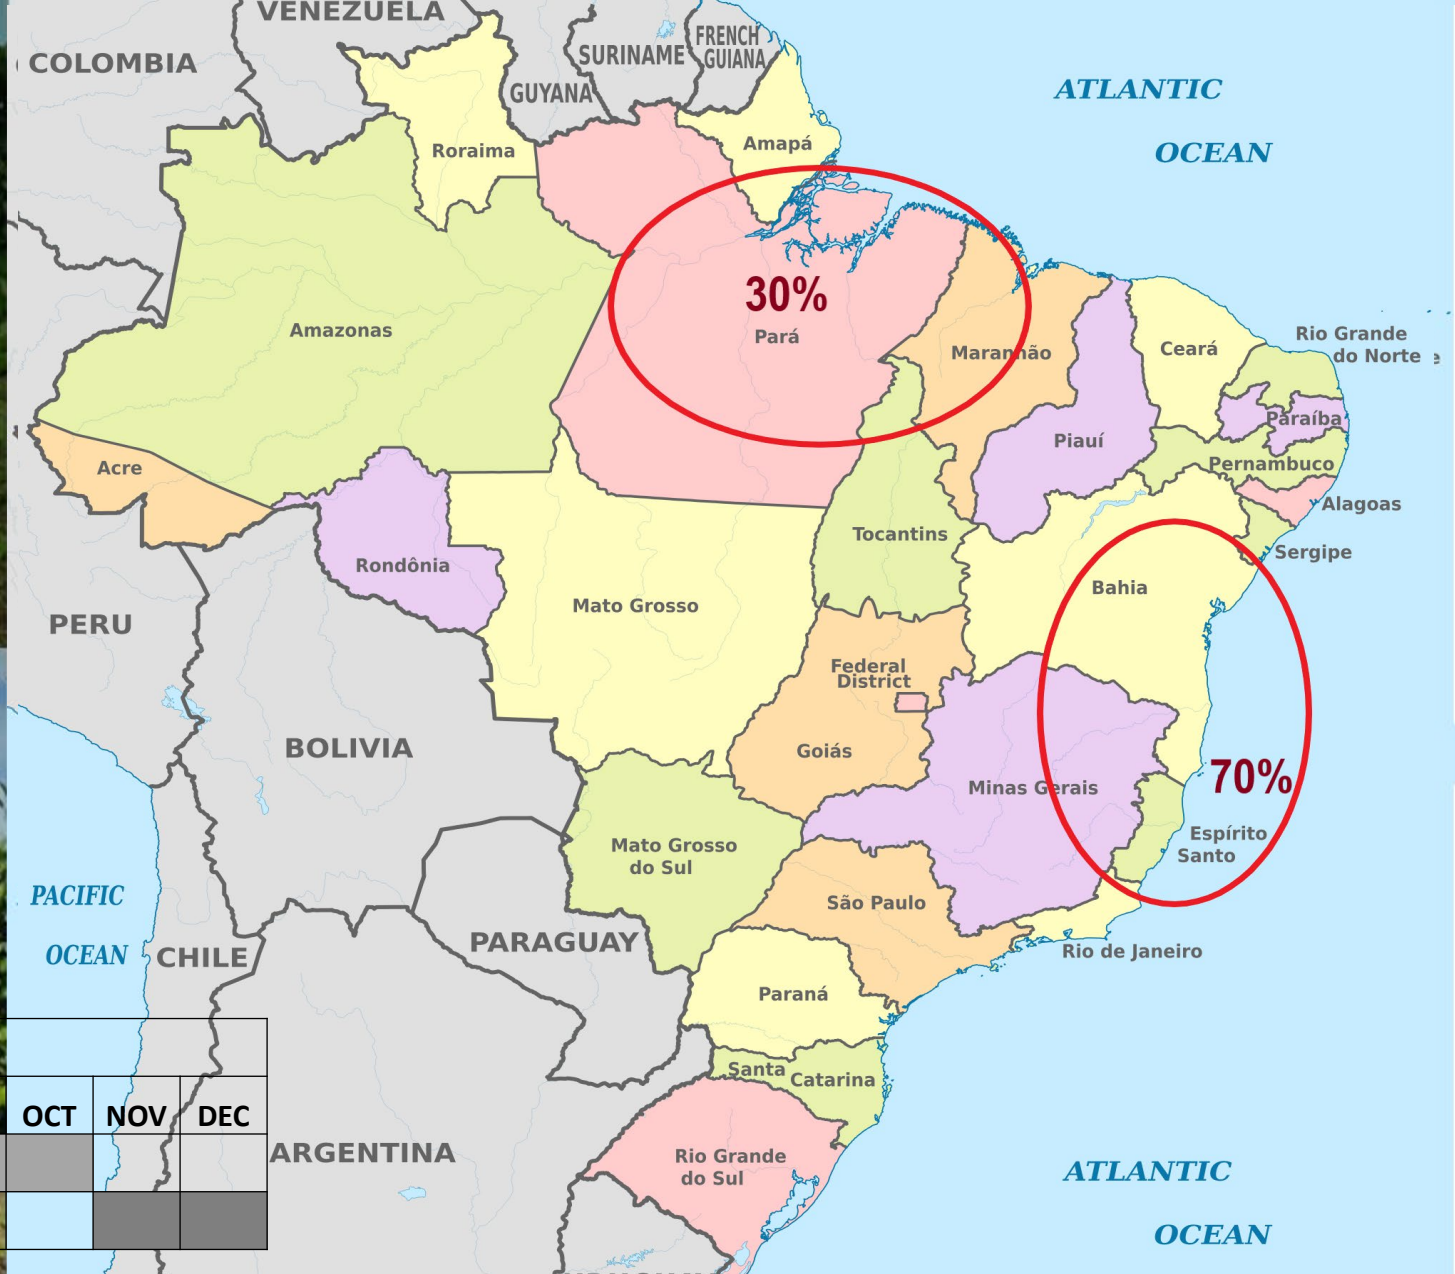 VENEZUELA
COLOMBIA
SURINAME
FRENCH
GUIANA
GUYANA
ATLANTIC
OCEAN
Roraima
Amapá
30%
Pará
Amazonas
Maranhão
Ceará
Rio Grande
do Norte
Paraíba
Piauí
Pernambuco
Acre
Alagoas
Tocantins
Sergipe
Rondônia
Bahia
Mato Grosso
PERU
Federal
District
BOLIVIA
Goiás
Minas Gerais
70%
Espírito
Santo
Mato Grosso
do Sul
São Paulo
PACIFIC
OCEAN
CHILE
PARAGUAY
Rio de Janeiro
Paraná
Santa Catarina
OCT NOV DEC
ARGENTINA
Rio Grande
do Sul
ATLANTIC
OCEAN